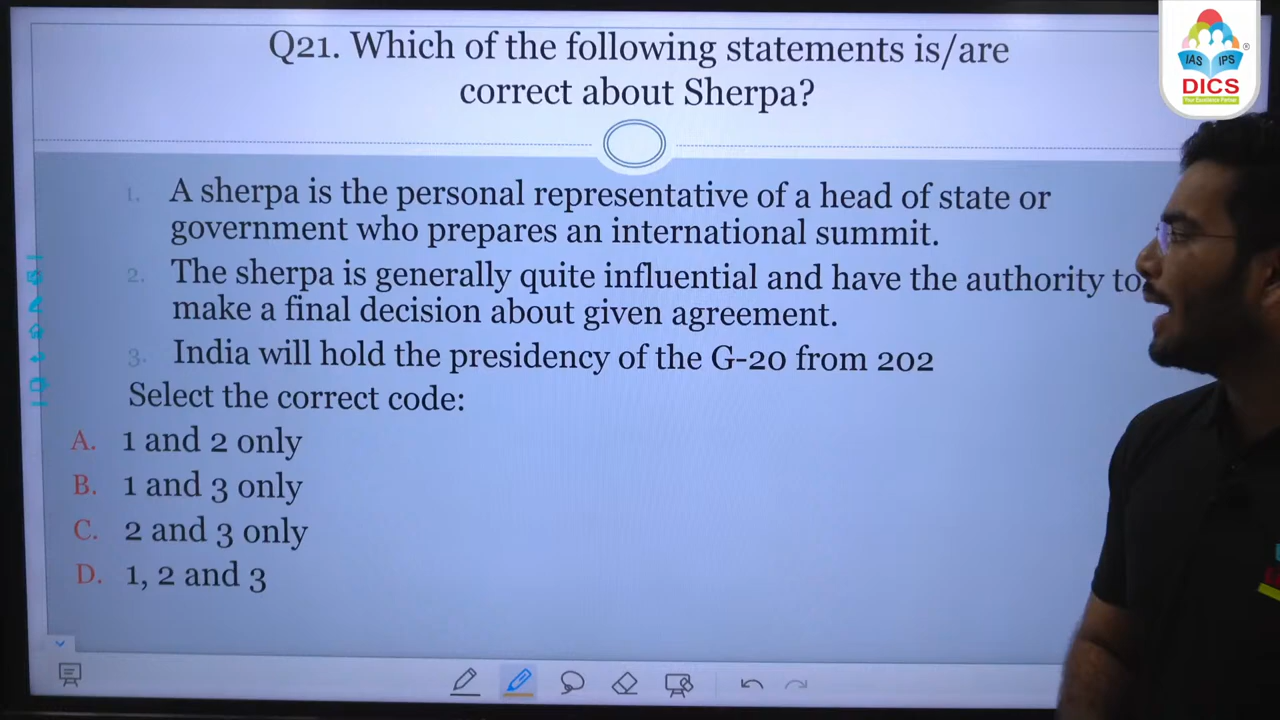 Q21. Which of the following statements is/are
correct about Sherpa?
IAS IPS
DICS
Your Excellence Partner
1. A sherpa is the personal representative of a head of state or
government who prepares an international summit.
2. The sherpa is generally quite influential and have the authority to
make a final decision about given agreement.
3. India will hold the presidency of the G-20 from 202
Select the correct code:
A. 1 and 2 only
B. 1 and 3 only
C. 2 and 3 only
D. 1, 2 and 3